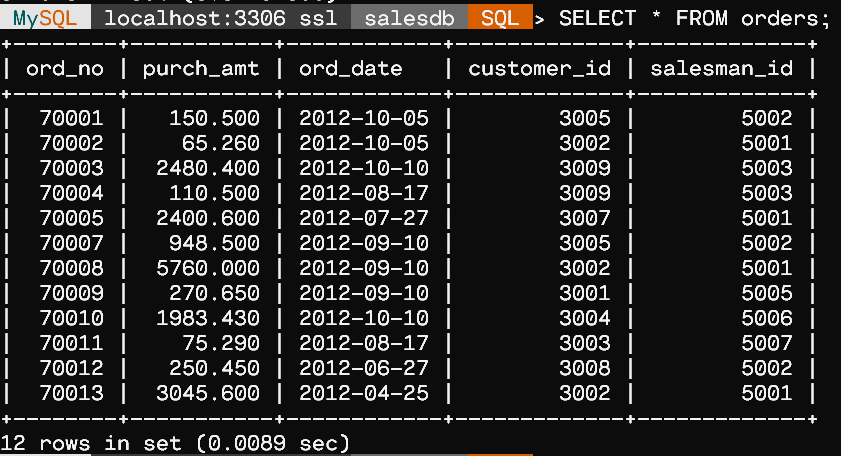 MySQL localhost:3306 ssl salesdb SQL > SELECT * FROM orders;
+--------+-----------+------------+-------------+-------------+
| ord_no | purch_amt | ord_date   | customer_id | salesman_id |
+--------+-----------+------------+-------------+-------------+
|  70001 |   150.500 | 2012-10-05 |        3005 |        5002 |
|  70002 |    65.260 | 2012-10-05 |        3002 |        5001 |
|  70003 |  2480.400 | 2012-10-10 |        3009 |        5003 |
|  70004 |   110.500 | 2012-08-17 |        3009 |        5003 |
|  70005 |  2400.600 | 2012-07-27 |        3007 |        5001 |
|  70007 |   948.500 | 2012-09-10 |        3005 |        5002 |
|  70008 |  5760.000 | 2012-09-10 |        3002 |        5001 |
|  70009 |   270.650 | 2012-09-10 |        3001 |        5005 |
|  70010 |  1983.430 | 2012-10-10 |        3004 |        5006 |
|  70011 |    75.290 | 2012-08-17 |        3003 |        5007 |
|  70012 |   250.450 | 2012-06-27 |        3008 |        5002 |
|  70013 |  3045.600 | 2012-04-25 |        3002 |        5001 |
+--------+-----------+------------+-------------+-------------+
12 rows in set (0.0089 sec)